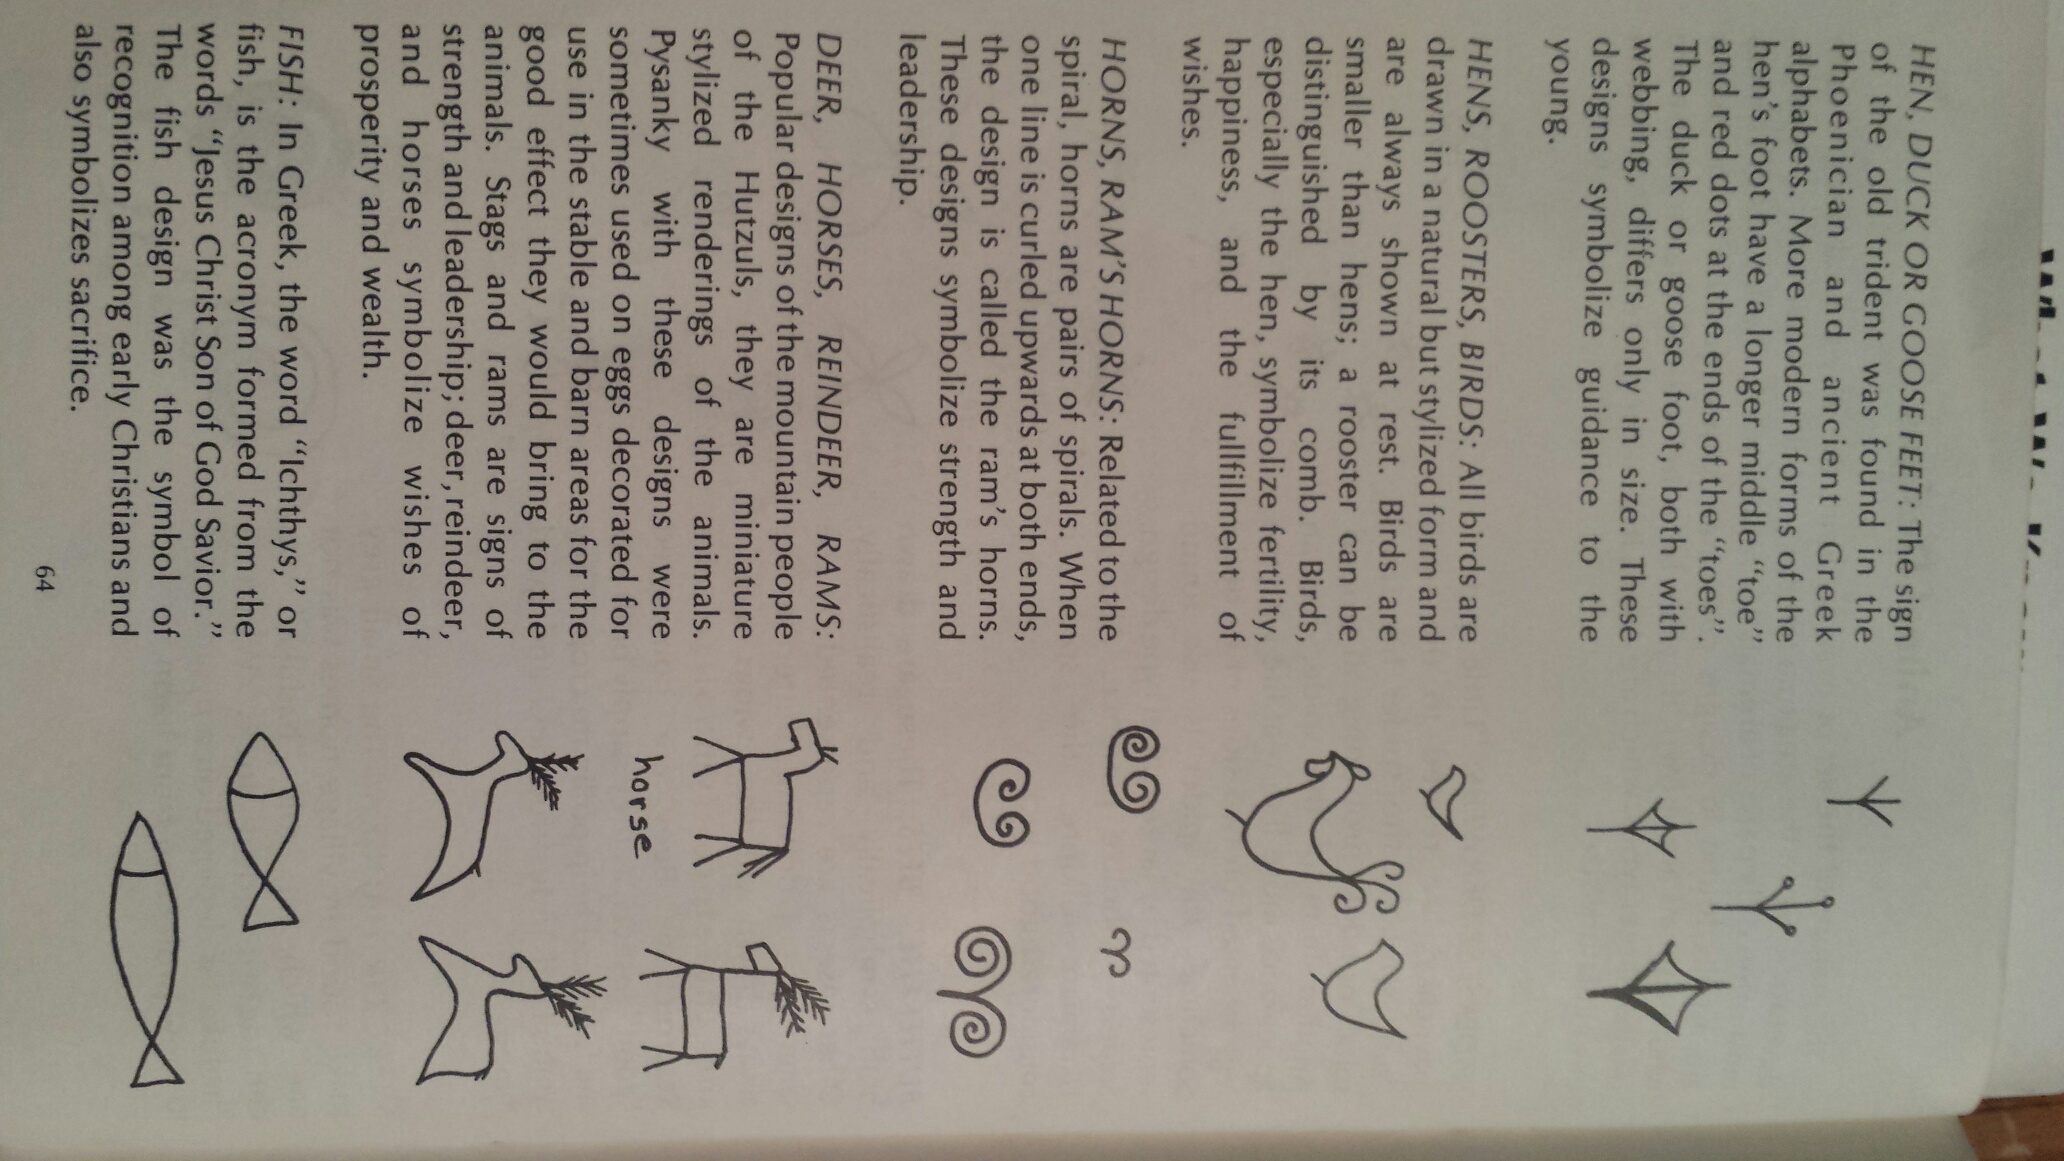 HEN, DUCK OR GOOSE FEET: The sign
of the old trident was found in the
Phoenician and ancient Greek
alphabets. More modern forms of the
hen's foot have a longer middle "toe"
and red dots at the ends of the "toes".
The duck or goose foot, both with
webbing, differs only in size. These
designs symbolize guidance to the
young.
HENS, ROOSTERS, BIRDS: All birds are
drawn in a natural but stylized form and
are always shown at rest. Birds are
smaller than hens; a rooster can be
distinguished by its comb. Birds,
especially the hen, symbolize fertility,
happiness, and the fullfillment of
wishes.
HORNS, RAM'S HORNS: Related to the
spiral, horns are pairs of spirals. When
one line is curled upwards at both ends,
the design is called the ram's horns.
These designs symbolize strength and
leadership.
DEER, HORSES, REINDEER, RAMS:
Popular designs of the mountain people
of the Hutzuls, they are miniature
stylized renderings of the animals.
Pysanky with these designs were
sometimes used on eggs decorated for
use in the stable and barn areas for the
good effect they would bring to the
animals. Stags and rams are signs of
strength and leadership; deer, reindeer,
and horses symbolize wishes of
prosperity and wealth.
horse
FISH: In Greek, the word "Ichthys," or
fish, is the acronym formed from the
words "Jesus Christ Son of God Savior."
The fish design was the symbol of
recognition among early Christians and
also symbolizes sacrifice.
64